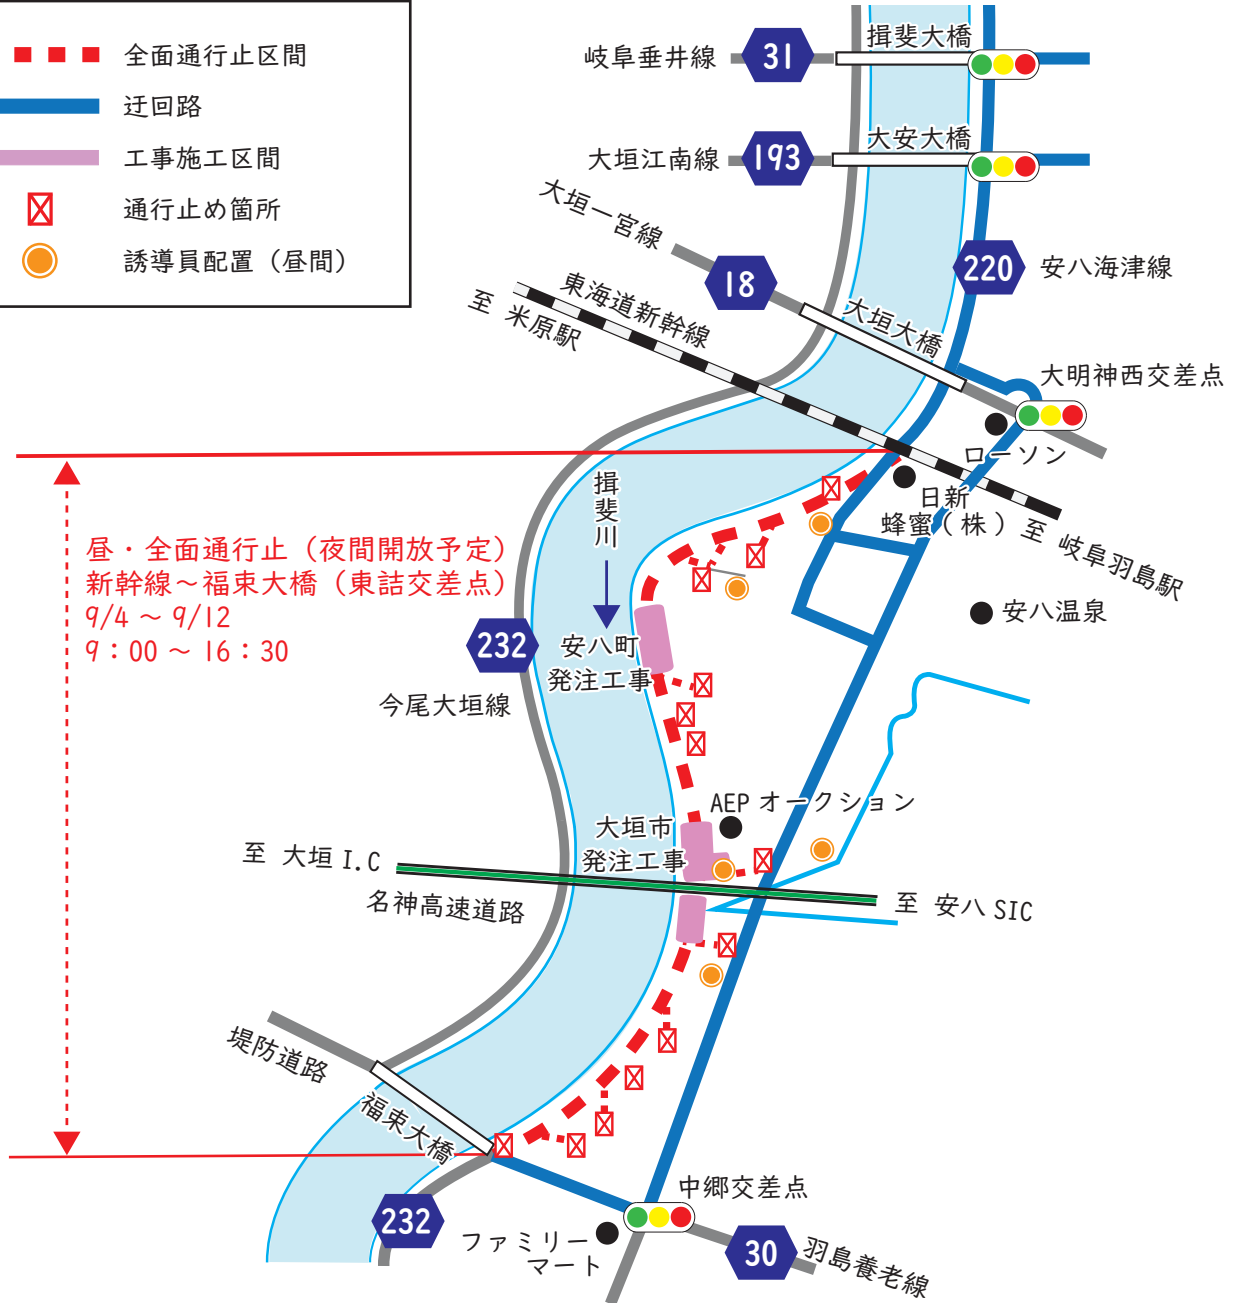 全面通行止区間
迂回路
工事施工区間
通行止め箇所
誘導員配置（昼間）
岐阜垂井線
31
揖斐大橋
大垣江南線
193
大安大橋
大垣一宮線
18
220
安八海津線
至 米原駅
東海道新幹線
大垣大橋
大明神西交差点
ローソン
日新
蜂蜜（株）
至 岐阜羽島駅
揖斐川
昼・全面通行止（夜間開放予定）
新幹線～福束大橋（東詰交差点）
9/4 ～ 9/12
9：00 ～ 16：30
安八温泉
232
安八町
発注工事
今尾大垣線
AEP オークション
大垣市
発注工事
至 大垣 I.C
名神高速道路
至 安八 SIC
堤防道路
福束大橋
中郷交差点
232
ファミリー
マート
30
羽島養老線